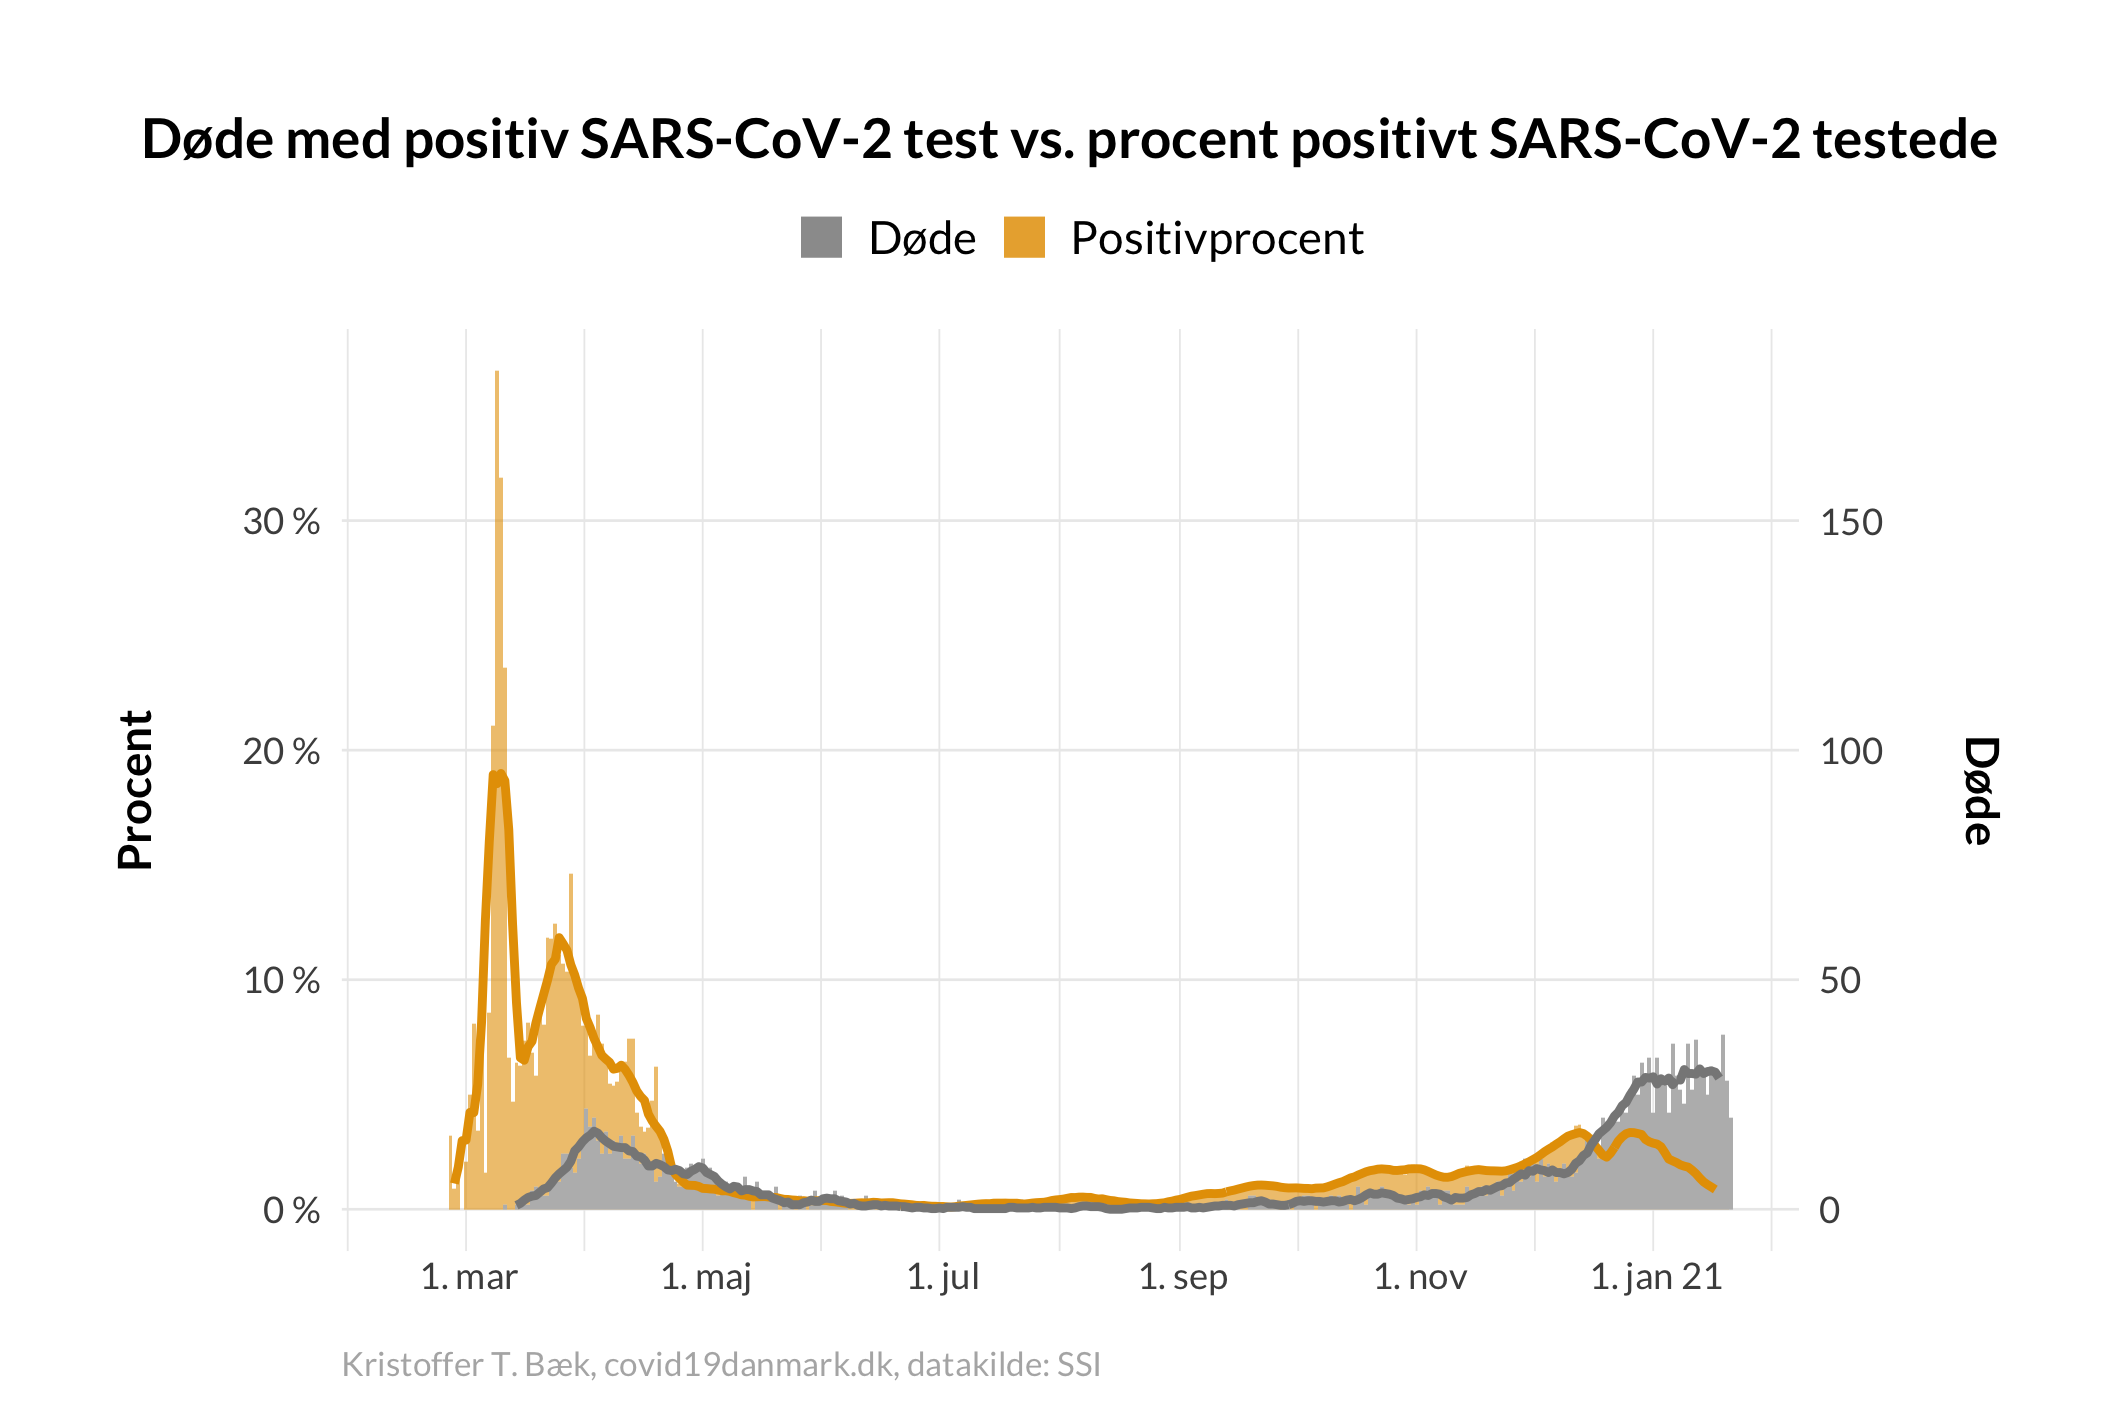 Døde med positiv SARS-CoV-2 test vs. procent positivt SARS-CoV-2 testede
Døde Positivprocent
Procent
30 %
20 %
10 %
0 %
150
100
50
0
Døde
1. mar 1. maj 1. jul 1. sep 1. nov 1. jan 21
Kristoffer T. Bæk, covid19danmark.dk, datakilde: SSI